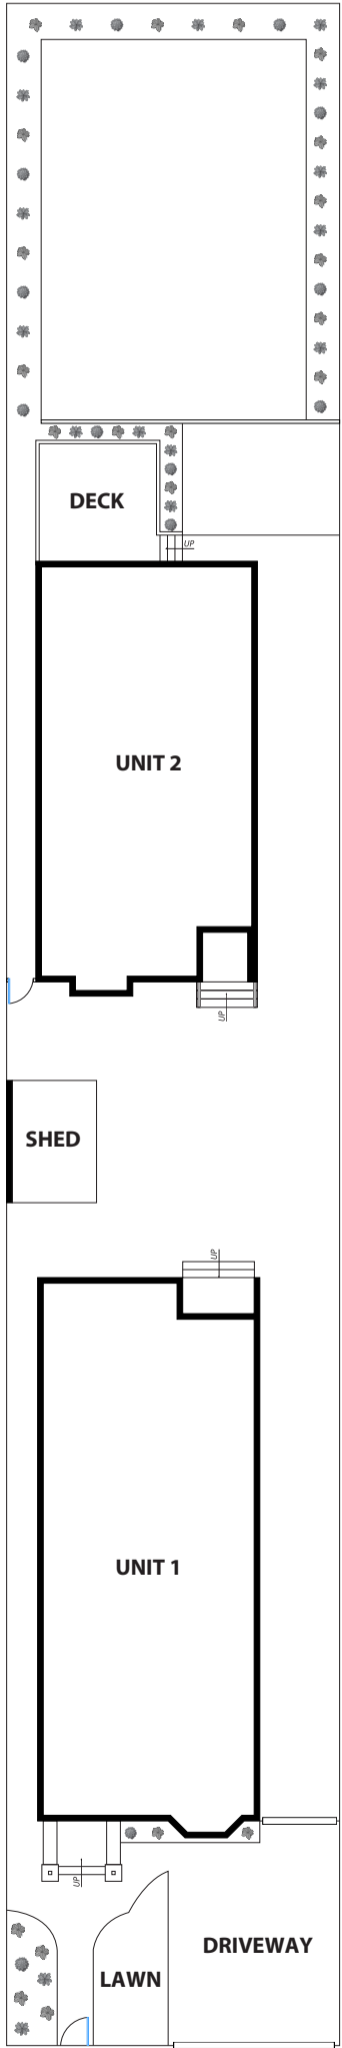 DECK
UP
UNIT 2
UP
SHED
UP
UNIT 1
UP
DRIVEWAY
LAWN